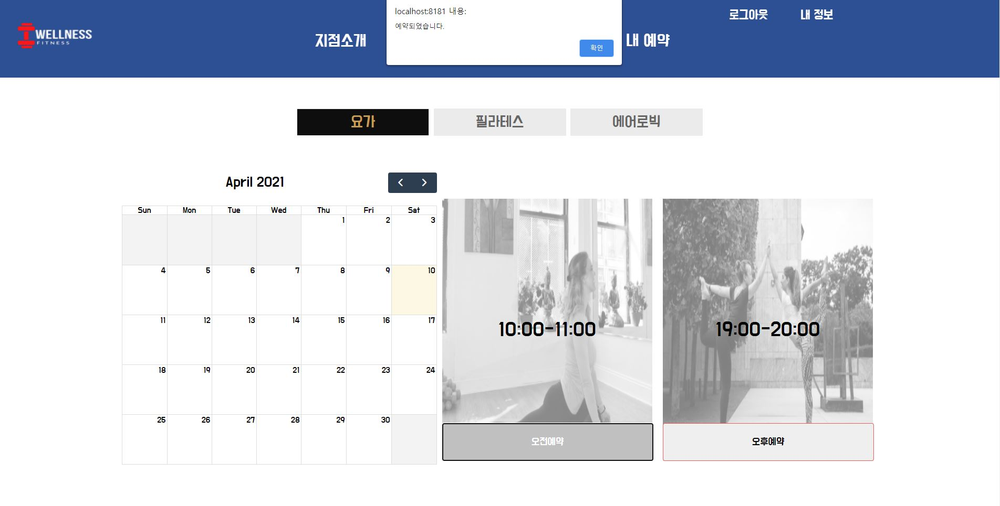 localhost:8181 내용:
예약되었습니다.
확인
로그아웃 내 정보
WELLNESS
FITNESS
지점소개 내 예약
요가 필라테스 에어로빅
April 2021
Sun Mon Tue Wed Thu Fri Sat
1 2 3
4 5 6 7 8 9 10
11 12 13 14 15 16 17
18 19 20 21 22 23 24
25 26 27 28 29 30
10:00-11:00 19:00-20:00
오전예약 오후예약